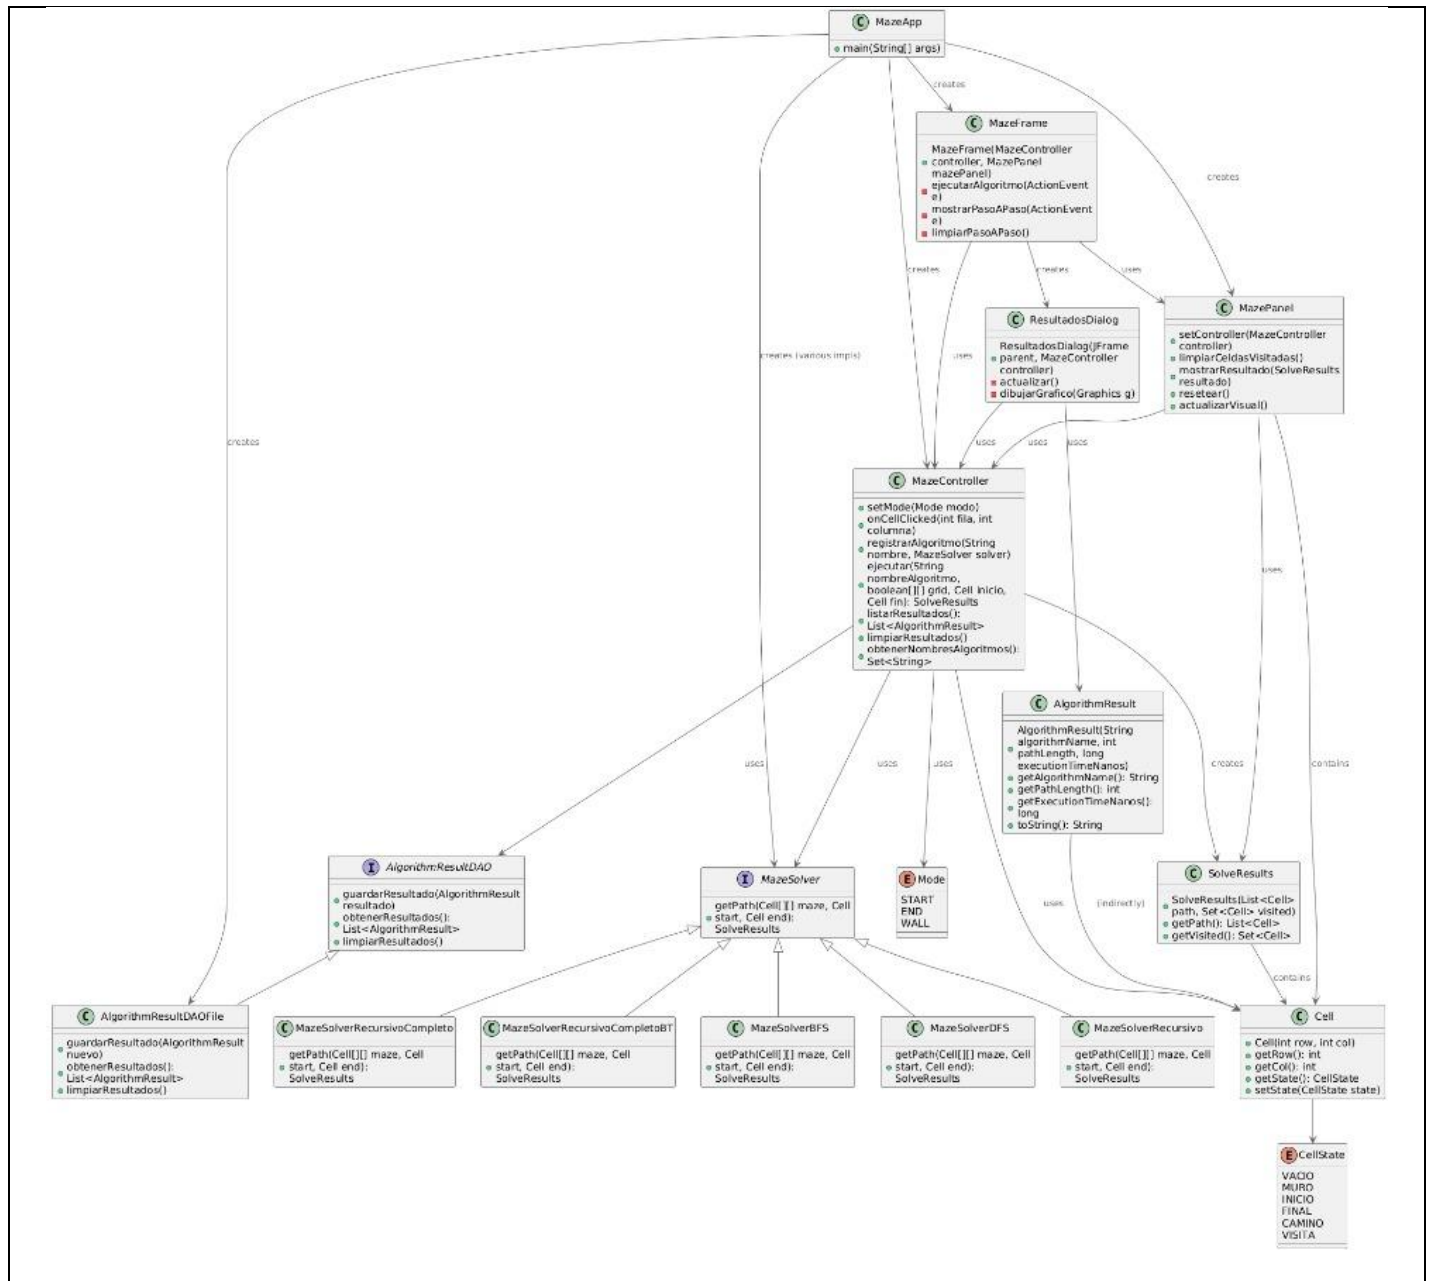 C MazeApp
main(String[] args)
creates
C MazeFrame
MazeFrame(MazeController
controller, MazePanel
mazePanel)
ejecutarAlgoritmo(ActionEvent
e)
mostrarPasoAPaso(ActionEvent
e)
limpiarPasoAPaso()
creates
creates
creates
uses
C MazePanel
setController(MazeController
controller)
limpiarCeldasVisitadas()
mostrarResultado(SolveResults
resultado)
resetear()
actualizarVisual()
C ResultadosDialog
ResultadosDialog(JFrame
parent, MazeController
controller)
actualizar()
dibujarGrafico(Graphics g)
creates (various impls)
uses
creates
uses
uses
uses
C MazeController
setMode(Mode modo)
onCellClicked(int fila, int
columna)
registrarAlgoritmo(String
nombre, MazeSolver solver)
ejecutar(String
nombreAlgoritmo,
boolean[][] grid, Cell inicio,
Cell fin): SolveResults
listarResultados():
List<AlgorithmResult>
limpiarResultados()
obtenerNombresAlgoritmos():
Set<String>
uses
C AlgorithmResult
AlgorithmResult(String
algorithmName, int
pathLength, long
executionTimeNanos)
getAlgorithmName(): String
getPathLength(): int
getExecutionTimeNanos():
long
toString(): String
uses
uses
uses
creates
contains
I AlgorithmResultDAO
guardarResultado(AlgorithmResult
resultado)
obtenerResultados():
List<AlgorithmResult>
limpiarResultados()
I MazeSolver
getPath(Cell[][] maze, Cell
start, Cell end):
SolveResults
E Mode
START
END
WALL
uses
(indirectly)
C SolveResults
SolveResults(List<Cell>
path, Set<Cell> visited)
getPath(): List<Cell>
getVisited(): Set<Cell>
contains
C AlgorithmResultDAOFile
guardarResultado(AlgorithmResult
nuevo)
obtenerResultados():
List<AlgorithmResult>
limpiarResultados()
C MazeSolverRecursivoCompleto
getPath(Cell[][] maze, Cell
start, Cell end):
SolveResults
C MazeSolverRecursivoCompletoBT
getPath(Cell[][] maze, Cell
start, Cell end):
SolveResults
C MazeSolverBFS
getPath(Cell[][] maze, Cell
start, Cell end):
SolveResults
C MazeSolverDFS
getPath(Cell[][] maze, Cell
start, Cell end):
SolveResults
C MazeSolverRecursivo
getPath(Cell[][] maze, Cell
start, Cell end):
SolveResults
C Cell
Cell(int row, int col)
getRow(): int
getCol(): int
getState(): CellState
setState(CellState state)
E CellState
VACIO
MURO
INICIO
FINAL
CAMINO
VISITA